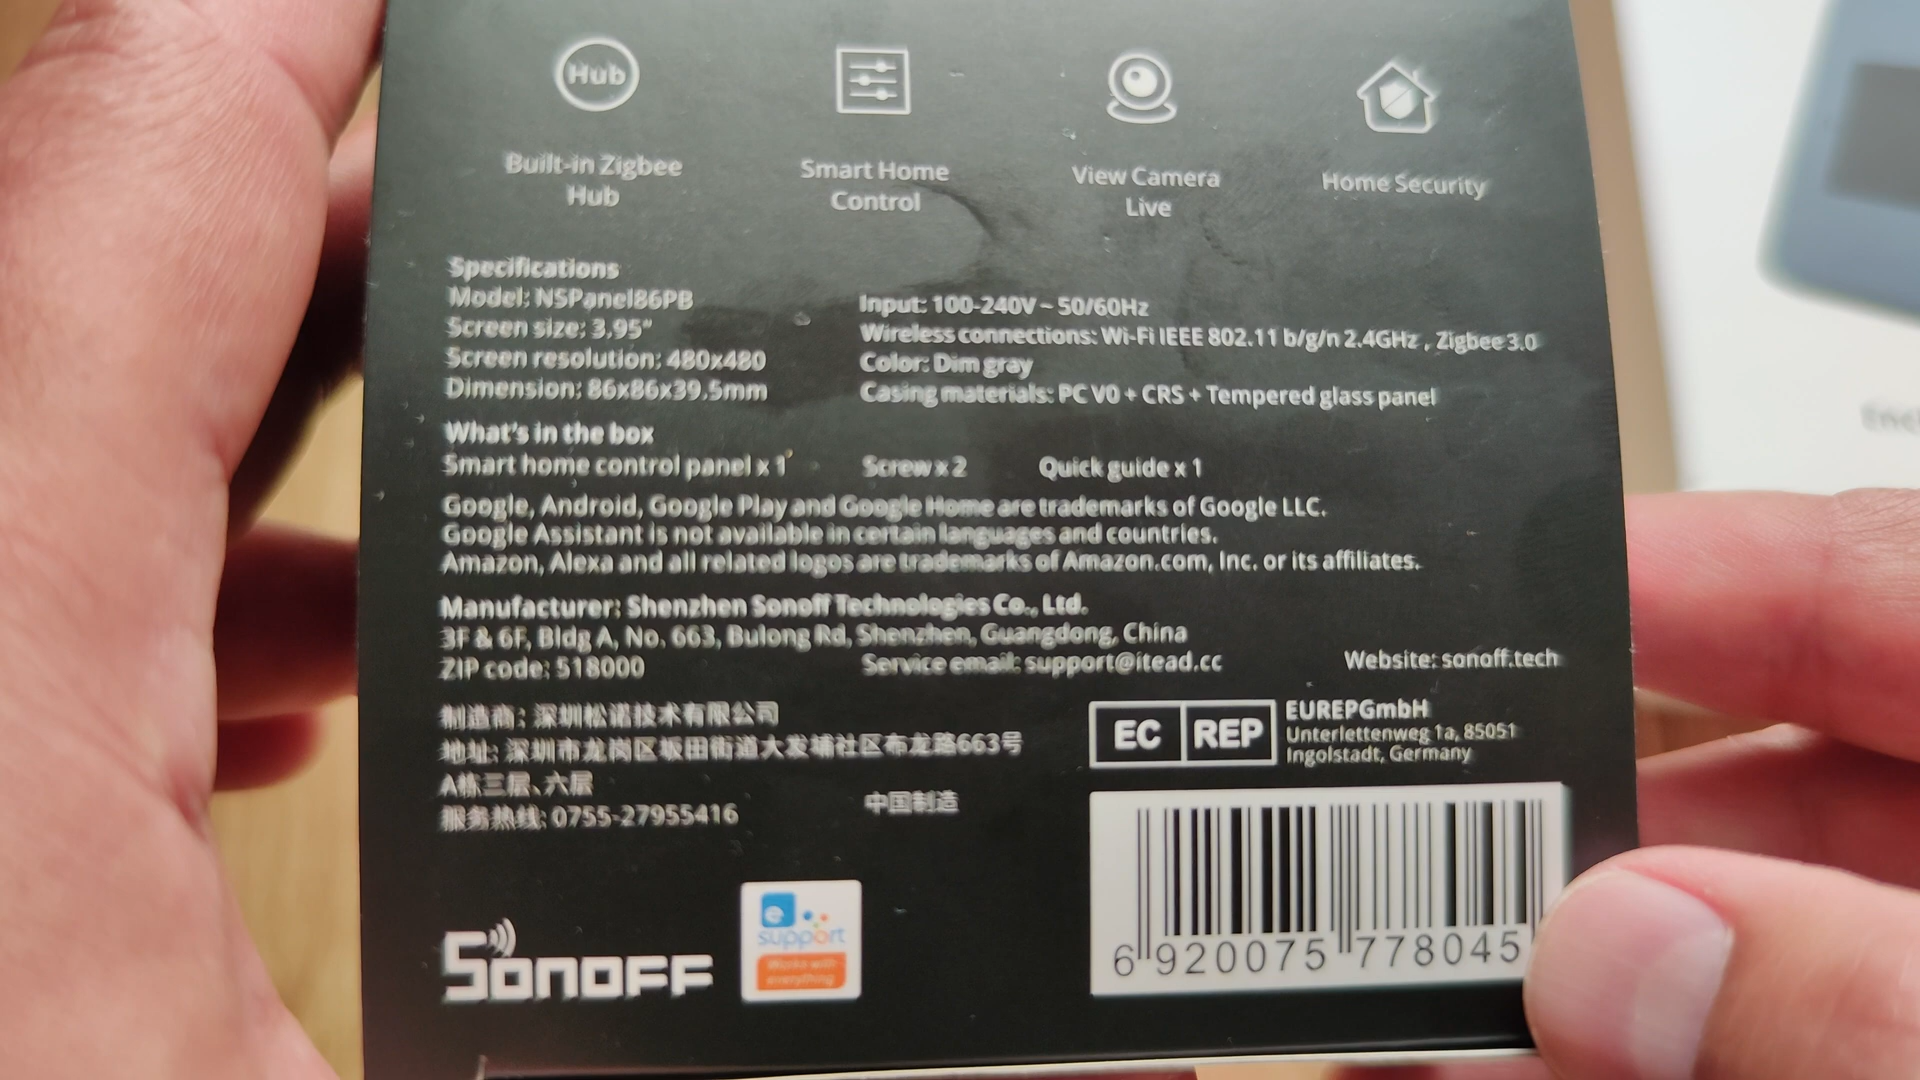 Hub
Built-in Zigbee
Hub
Smart Home
Control
View Camera
Live
Home Security
Specifications
Model: NSPanel86PB
Screen size: 3.95"
Screen resolution: 480x480
Dimension: 86x86x39.5mm
Input: 100-240V ~ 50/60Hz
Wireless connections: Wi-Fi IEEE 802.11 b/g/n 2.4GHz , Zigbee 3.0
Color: Dim gray
Casing materials: PC V0 + CRS + Tempered glass panel
What's in the box
Smart home control panel x 1
Screw x 2
Quick guide x 1
Google, Android, Google Play and Google Home are trademarks of Google LLC.
Google Assistant is not available in certain languages and countries.
Amazon, Alexa and all related logos are trademarks of Amazon.com, Inc. or its affiliates.
Manufacturer: Shenzhen Sonoff Technologies Co., Ltd.
3F & 6F, Bldg A, No. 663, Bulong Rd, Shenzhen, Guangdong, China
ZIP code: 518000
Service email: support@itead.cc
Website: sonoff.tech
制造商: 深圳松诺技术有限公司
地址: 深圳市龙岗区坂田街道大发埔社区布龙路663号
A栋三层、六层
服务热线: 0755-27955416
中国制造
EC REP
EUREPGmbH
Unterlettenweg 1a, 85051
Ingolstadt, Germany
SONOFF
e
support
Works with
everything
6 920075 778045